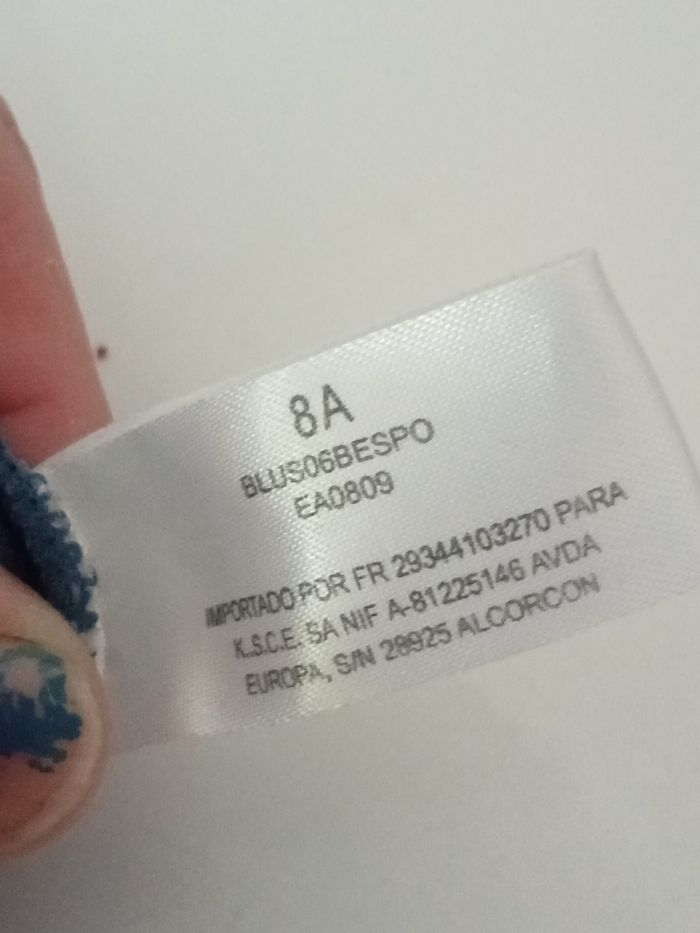 8A
BLUS06BESPO
EA0809
IMPORTADO POR FR 29344103270 PARA
K.S.C.E. SA NIF A-81225146 AVDA
EUROPA, S/N 28925 ALCORCON